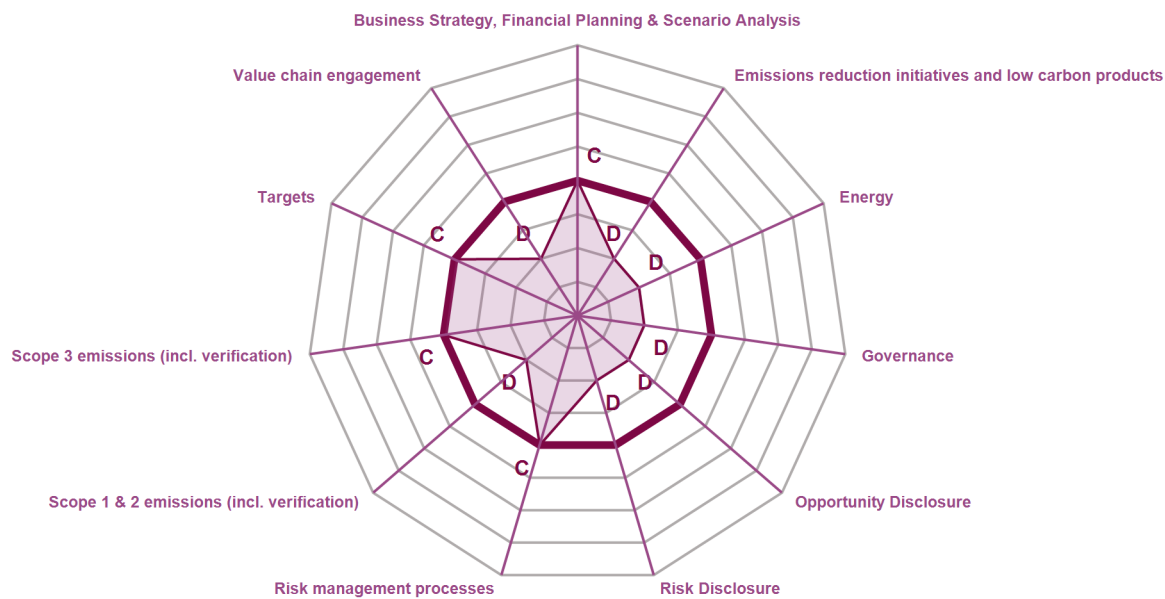 Business Strategy, Financial Planning & Scenario Analysis
Value chain engagement
Emissions reduction initiatives and low carbon products
C
Targets
Energy
C
D
D
D
Scope 3 emissions (incl. verification)
Governance
C
D
D
D
D
C
Scope 1 & 2 emissions (incl. verification)
Opportunity Disclosure
Risk management processes
Risk Disclosure